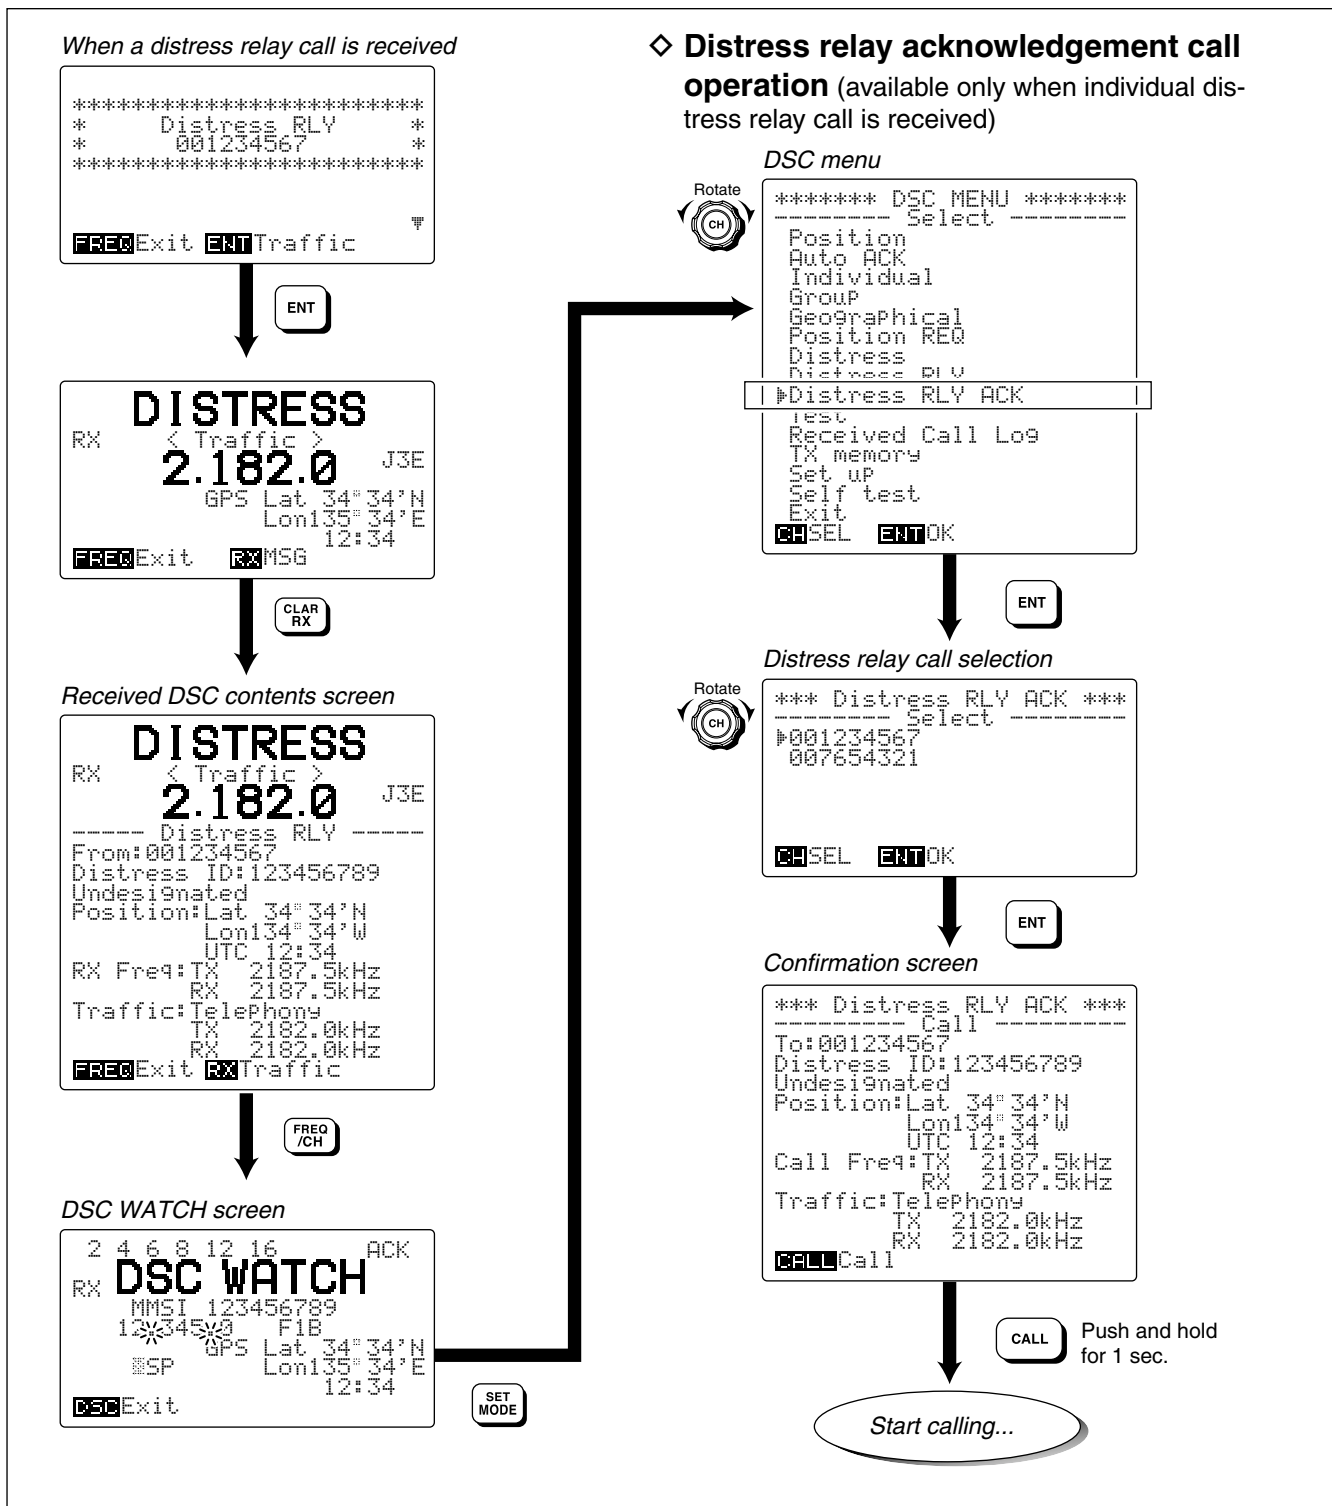 When a distress relay call is received
************************
* Distress RLY *
* 001234567 *
************************
FREQ Exit ENT Traffic
ENT
DISTRESS
RX < Traffic >
2.182.0 J3E
GPS Lat 34°34'N
Lon135°34'E
12:34
FREQ Exit RX MSG
CLAR
RX
Received DSC contents screen
DISTRESS
RX < Traffic >
2.182.0 J3E
----- Distress RLY -----
From:001234567
Distress ID:123456789
Undesignated
Position:Lat 34°34'N
Lon134°34'W
UTC 12:34
RX Freq:TX 2187.5kHz
RX 2187.5kHz
Traffic:Telephony
TX 2182.0kHz
RX 2182.0kHz
FREQ Exit RX Traffic
FREQ
/CH
DSC WATCH screen
2 4 6 8 12 16 ACK
RX DSC WATCH
MMSI 123456789
12.345.0 F1B
GPS Lat 34°34'N
SP Lon135°34'E
12:34
DSC Exit
SET
MODE
◇ Distress relay acknowledgement call
operation (available only when individual dis-
tress relay call is received)
DSC menu
Rotate
CH
******* DSC MENU *******
-------- Select --------
Position
Auto ACK
Individual
Group
Geographical
Position REQ
Distress
Distress RLY
Distress RLY ACK
Test
Received Call Log
TX memory
Set up
Self test
Exit
CH SEL ENT OK
ENT
Distress relay call selection
Rotate
CH
*** Distress RLY ACK ***
-------- Select --------
001234567
007654321
CH SEL ENT OK
ENT
Confirmation screen
*** Distress RLY ACK ***
--------- Call ---------
To:001234567
Distress ID:123456789
Undesignated
Position:Lat 34°34'N
Lon134°34'W
UTC 12:34
Call Freq:TX 2187.5kHz
RX 2187.5kHz
Traffic:Telephony
TX 2182.0kHz
RX 2182.0kHz
CALL Call
CALL
Push and hold
for 1 sec.
Start calling...